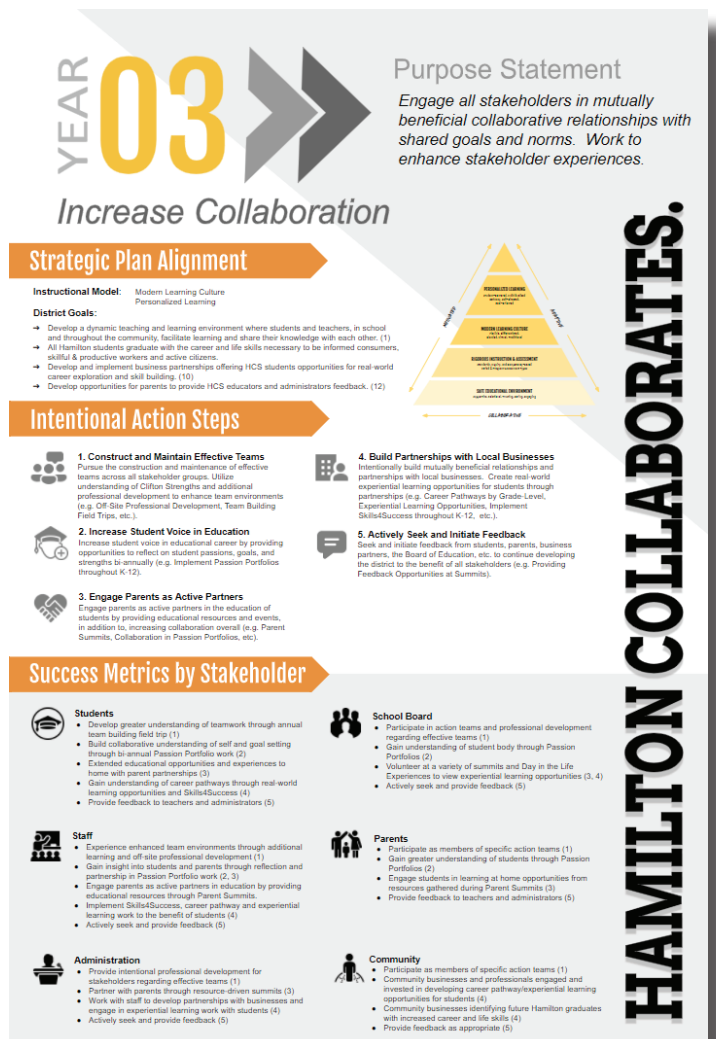 YEAR
03
Increase Collaboration
Purpose Statement
Engage all stakeholders in mutually
beneficial collaborative relationships with
shared goals and norms. Work to
enhance stakeholder experiences.
HAMILTON COLLABORATES.
Strategic Plan Alignment
Instructional Model: Modern Learning Culture
Personalized Learning
District Goals:
➔ Develop a dynamic teaching and learning environment where students and teachers, in school
and throughout the community, facilitate learning and share their knowledge with each other. (1)
➔ All Hamilton students graduate with the career and life skills necessary to be informed consumers,
skillful & productive workers and active citizens.
➔ Develop and implement business partnerships offering HCS students opportunities for real-world
career exploration and skill building. (10)
➔ Develop opportunities for parents to provide HCS educators and administrators feedback. (12)
PERSONALIZED LEARNING
MODERN LEARNING CULTURE
RIGOROUS INSTRUCTION & ASSESSMENT
SAFE EDUCATIONAL ENVIRONMENT
COLLABORATIVE
Intentional Action Steps
1. Construct and Maintain Effective Teams
Pursue the construction and maintenance of effective
teams across all stakeholder groups. Utilize
understanding of Clifton Strengths and additional
professional development to enhance team environments
(e.g. Off-Site Professional Development, Team Building
Field Trips, etc.).
2. Increase Student Voice in Education
Increase student voice in educational career by providing
opportunities to reflect on student passions, goals, and
strengths bi-annually (e.g. Implement Passion Portfolios
throughout K-12).
3. Engage Parents as Active Partners
Engage parents as active partners in the education of
students by providing educational resources and events,
in addition to, increasing collaboration overall (e.g. Parent
Summits, Collaboration in Passion Portfolios, etc).
4. Build Partnerships with Local Businesses
Intentionally build mutually beneficial relationships and
partnerships with local businesses. Create real-world
experiential learning opportunities for students through
partnerships (e.g. Career Pathways by Grade-Level,
Experiential Learning Opportunities, Implement
Skills4Success throughout K-12, etc.).
5. Actively Seek and Initiate Feedback
Seek and initiate feedback from students, parents, business
partners, the Board of Education, etc. to continue developing
the district to the benefit of all stakeholders (e.g. Providing
Feedback Opportunities at Summits).
Success Metrics by Stakeholder
Students
● Develop greater understanding of teamwork through annual
team building field trip (1)
● Build collaborative understanding of self and goal setting
through bi-annual Passion Portfolio work (2)
● Extended educational opportunities and experiences to
home with parent partnerships (3)
● Gain understanding of career pathways through real-world
learning opportunities and Skills4Success (4)
● Provide feedback to teachers and administrators (5)
Staff
● Experience enhanced team environments through additional
learning and off-site professional development (1)
● Gain insight into students and parents through reflection and
partnership in Passion Portfolio work (2, 3)
● Engage parents as active partners in education by providing
educational resources through Parent Summits.
● Implement Skills4Success, career pathway and experiential
learning work to the benefit of students (4)
● Actively seek and provide feedback (5)
Administration
● Provide intentional professional development for
stakeholders regarding effective teams (1)
● Partner with parents through resource-driven summits (3)
● Work with staff to develop partnerships with businesses and
engage in experiential learning work with students (4)
● Actively seek and provide feedback (5)
School Board
● Participate in action teams and professional development
regarding effective teams (1)
● Gain understanding of student body through Passion
Portfolios (2)
● Volunteer at a variety of summits and Day in the Life
Experiences to view experiential learning opportunities (3, 4)
● Actively seek and provide feedback (5)
Parents
● Participate as members of specific action teams (1)
● Gain greater understanding of students through Passion
Portfolios (2)
● Engage students in learning at home opportunities from
resources gathered during Parent Summits (3)
● Provide feedback to teachers and administrators (5)
Community
● Participate as members of specific action teams (1)
● Community businesses and professionals engaged and
invested in developing career pathway/experiential learning
opportunities for students (4)
● Community businesses identifying future Hamilton graduates
with increased career and life skills (4)
● Provide feedback as appropriate (5)